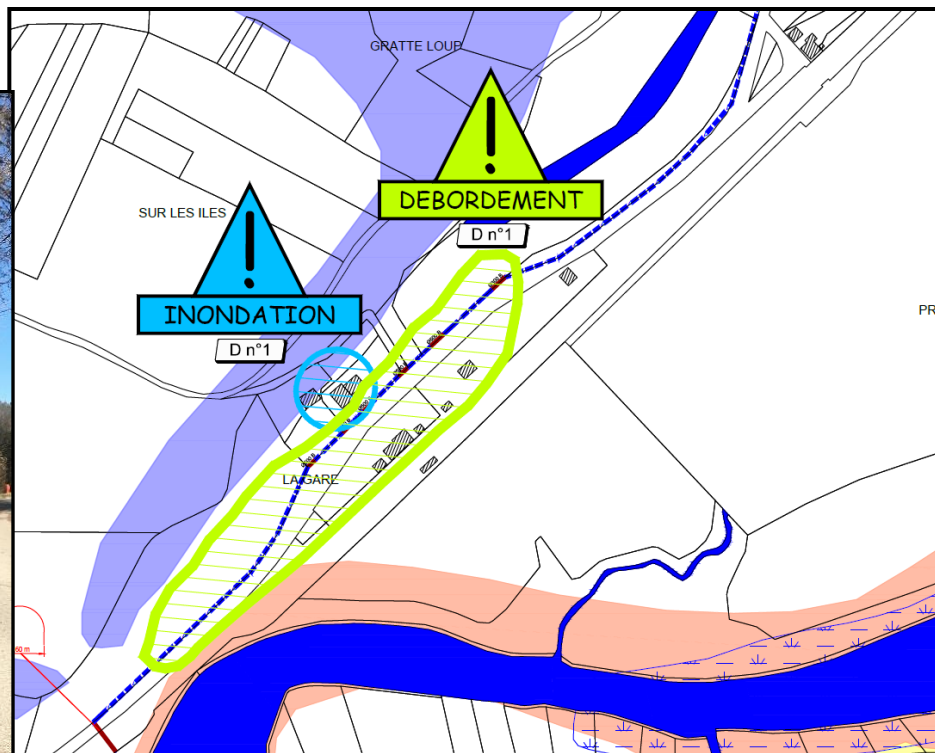 GRATTE LOUP
DEBORDEMENT
SUR LES ILES
D n°1
INONDATION
PR
D n°1
LA GARE
60 m